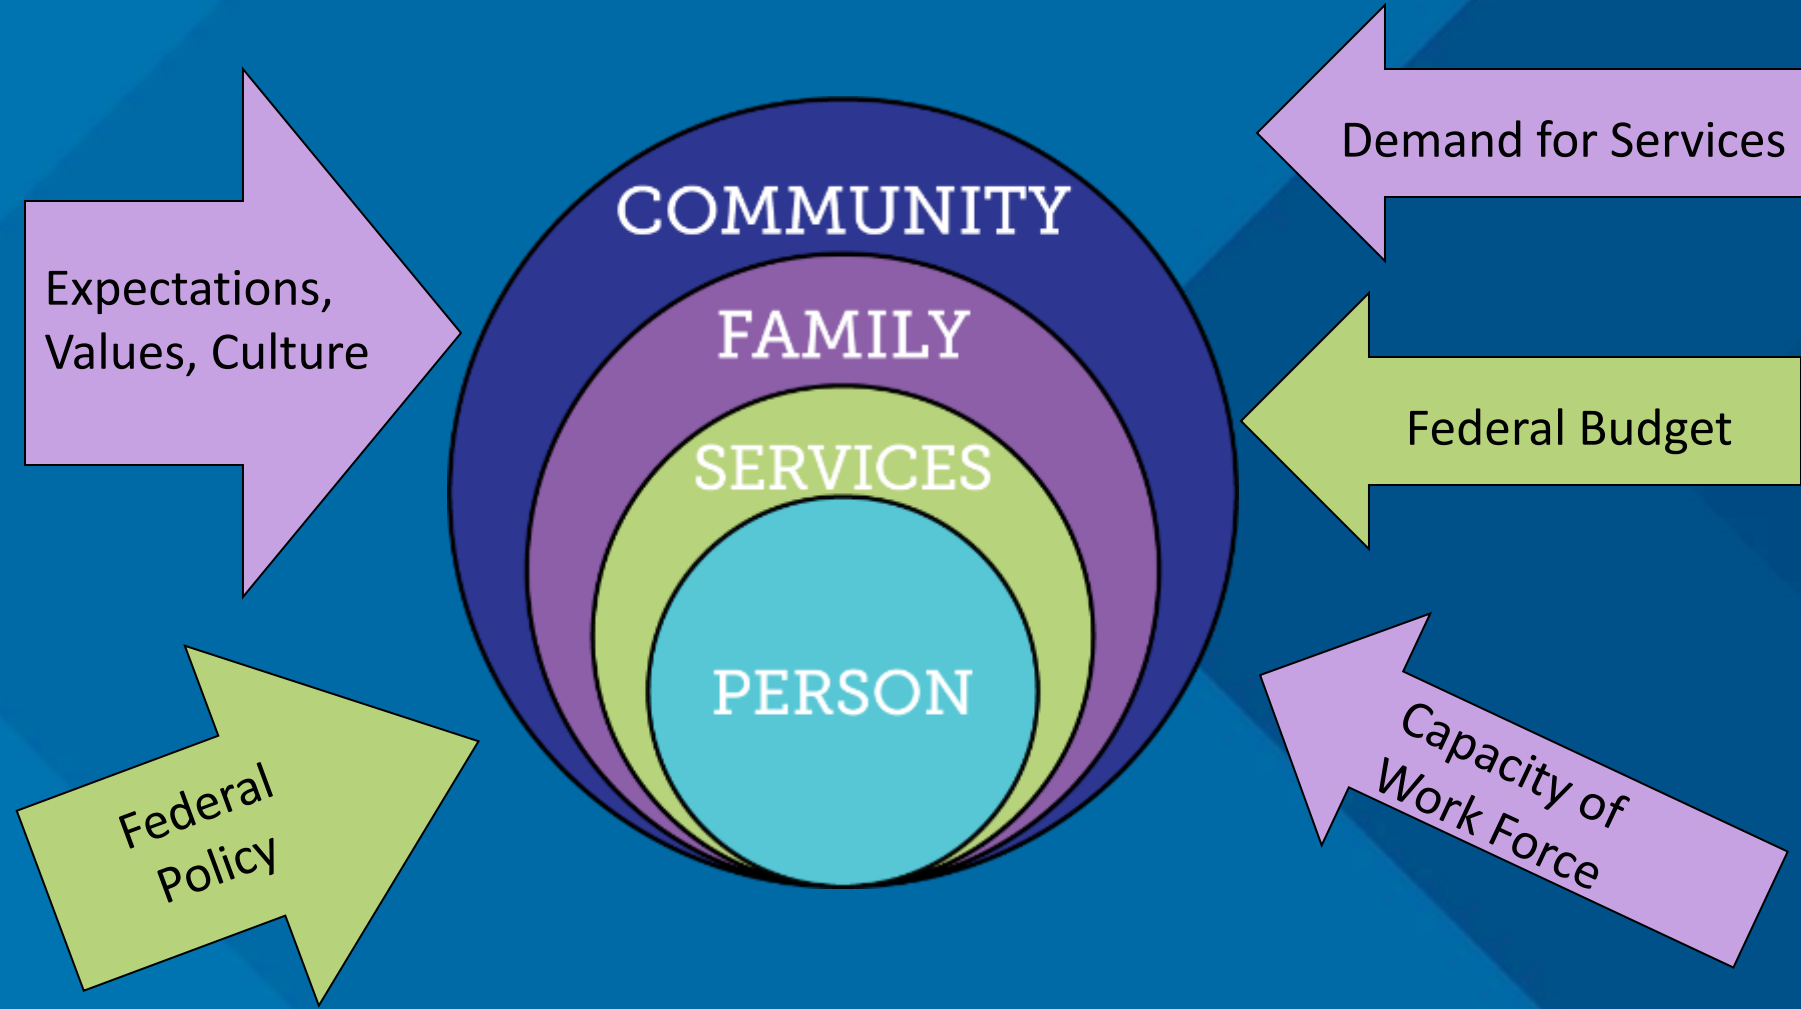 Expectations,
Values, Culture
Federal
Policy
COMMUNITY
FAMILY
SERVICES
PERSON
Demand for Services
Federal Budget
Capacity of
Work Force